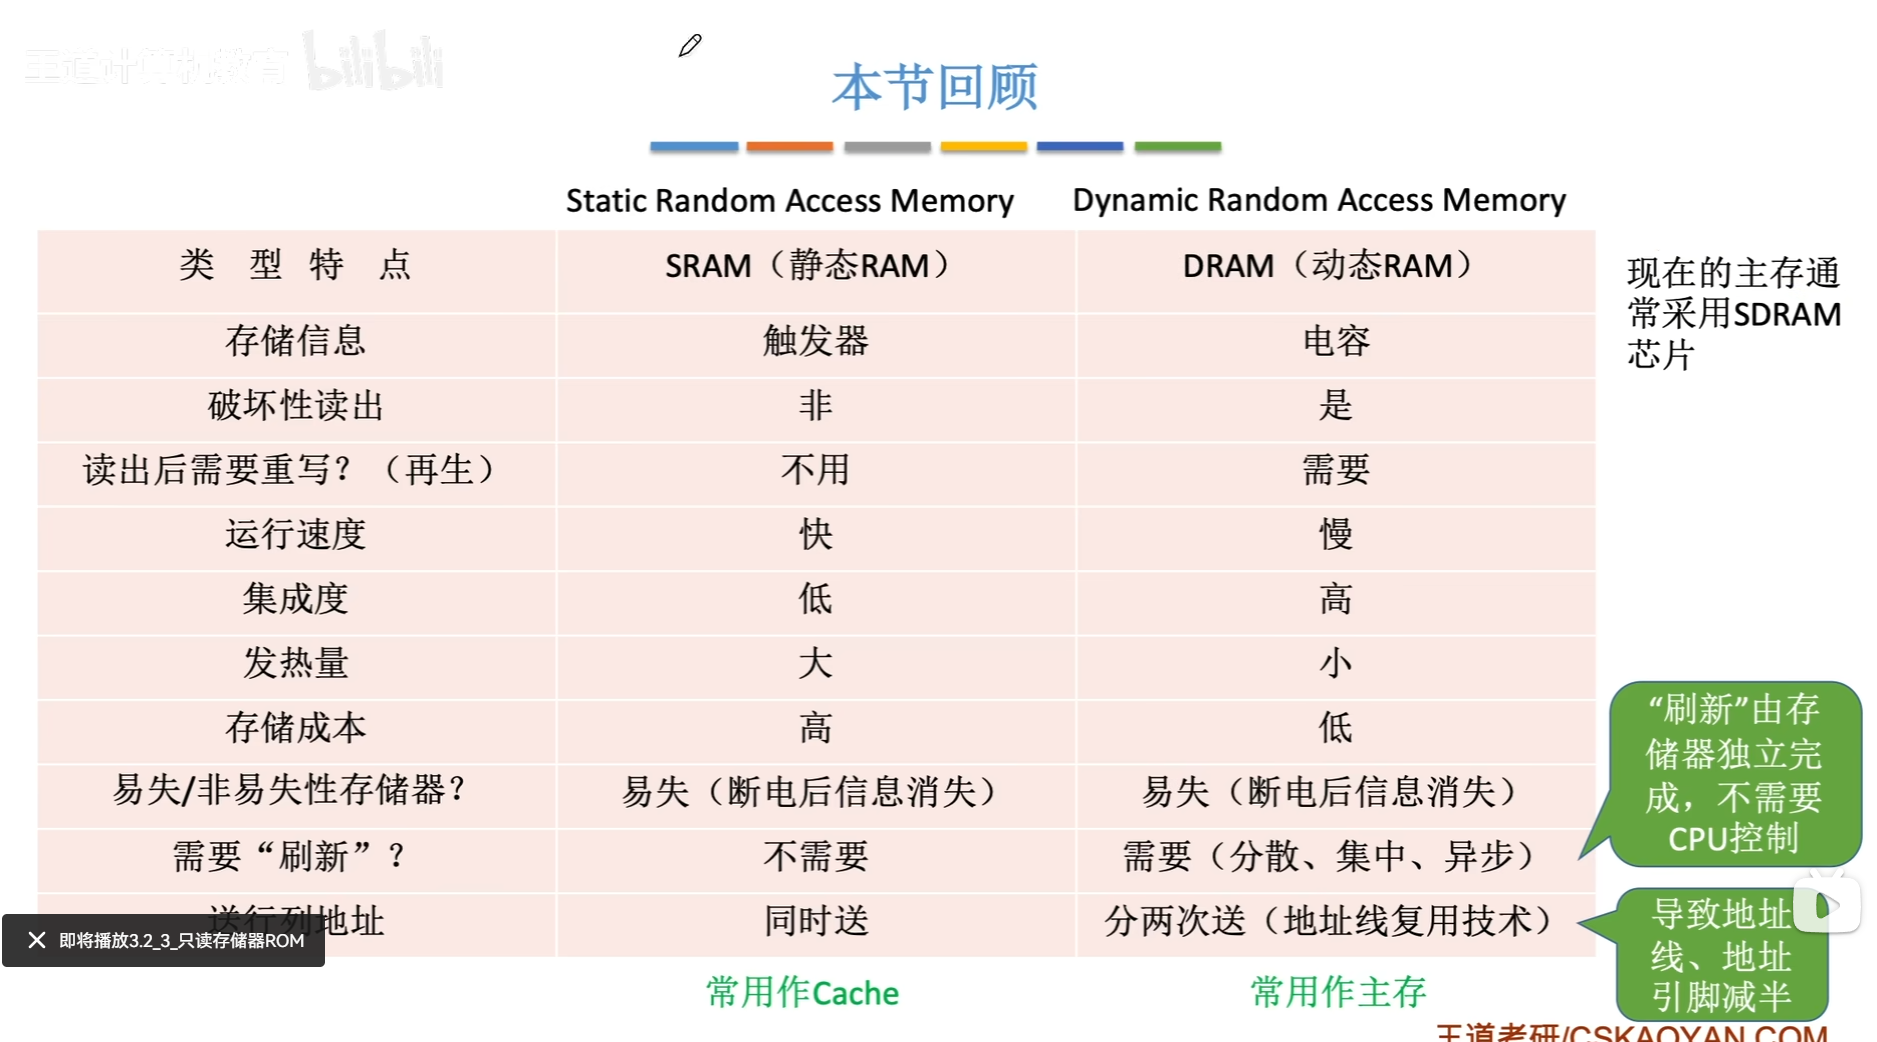 王道计算机教育 bilibili
本节回顾
Static Random Access Memory Dynamic Random Access Memory
类 型 特 点 SRAM（静态RAM） DRAM（动态RAM）
现在的主存通
常采用SDRAM
芯片
存储信息 触发器 电容
破坏性读出 非 是
读出后需要重写？（再生） 不用 需要
运行速度 快 慢
集成度 低 高
发热量 大 小
存储成本 高 低
易失/非易失性存储器？ 易失（断电后信息消失） 易失（断电后信息消失）
需要“刷新”？ 不需要 需要（分散、集中、异步）
“刷新”由存
储器独立完
成，不需要
CPU控制
送行列地址 同时送 分两次送（地址线复用技术）
导致地址
线、地址
引脚减半
即将播放3.2_3_只读存储器ROM
常用作Cache 常用作主存
王道考研/CSKAOYAN.COM